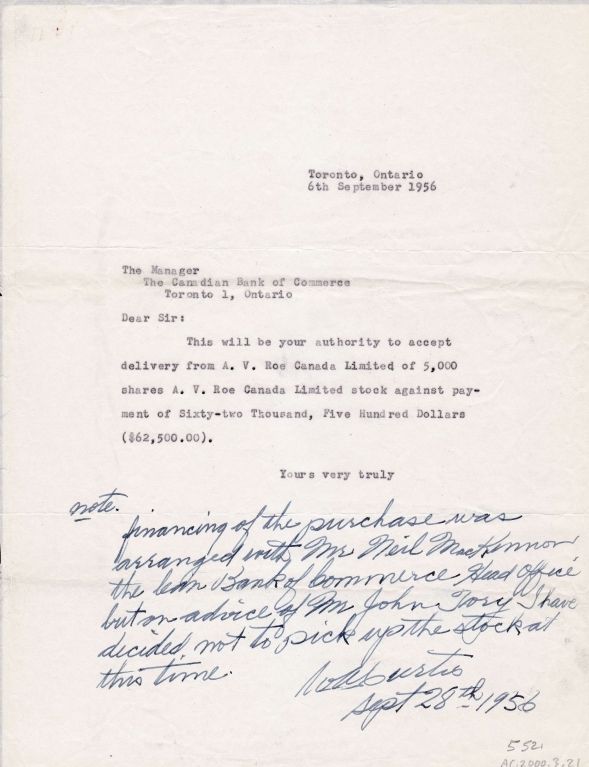 Toronto, Ontario
6th September 1956
The Manager
The Canadian Bank of Commerce
Toronto 1, Ontario
Dear Sir:
This will be your authority to accept
delivery from A. V. Roe Canada Limited of 5,000
shares A. V. Roe Canada Limited stock against pay-
ment of Sixty-two Thousand, Five Hundred Dollars
($62,500.00).
Yours very truly
note.
financing of the purchase was
arranged with Mr Neil MacKennon
the Can Bank of Commerce Head Office
but on advice of Mr John Tory I have
decided not to pick up the stock at
this time.
Curtis
Sept 28th 1956
552
AC.2000.3.21